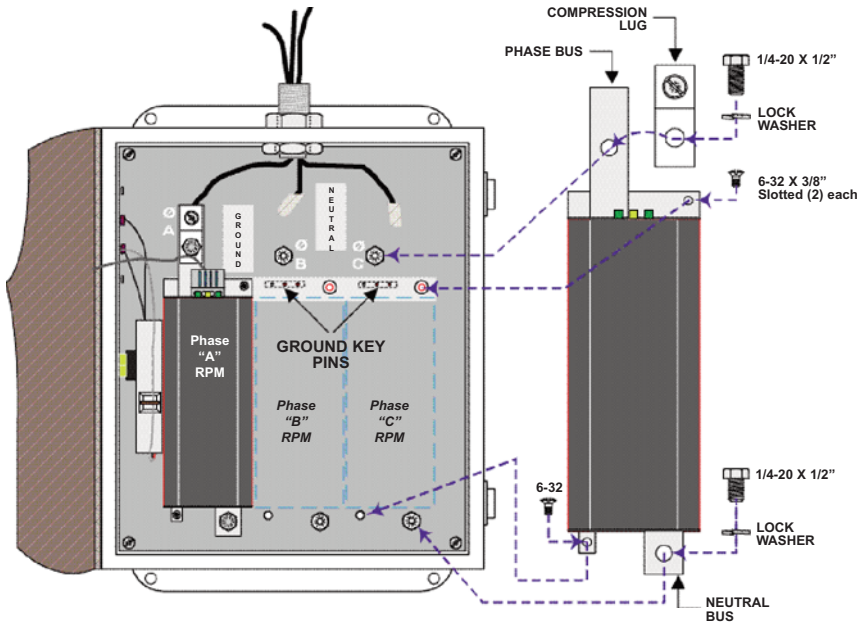 COMPRESSION
LUG
PHASE BUS
1/4-20 X 1/2”
LOCK
WASHER
6-32 X 3/8”
Slotted (2) each
Ø
A
GROUND
NEUTRAL
Ø
B
Ø
C
Phase
“A”
RPM
GROUND KEY
PINS
Phase
“B”
RPM
Phase
“C”
RPM
6-32
1/4-20 X 1/2”
LOCK
WASHER
NEUTRAL
BUS